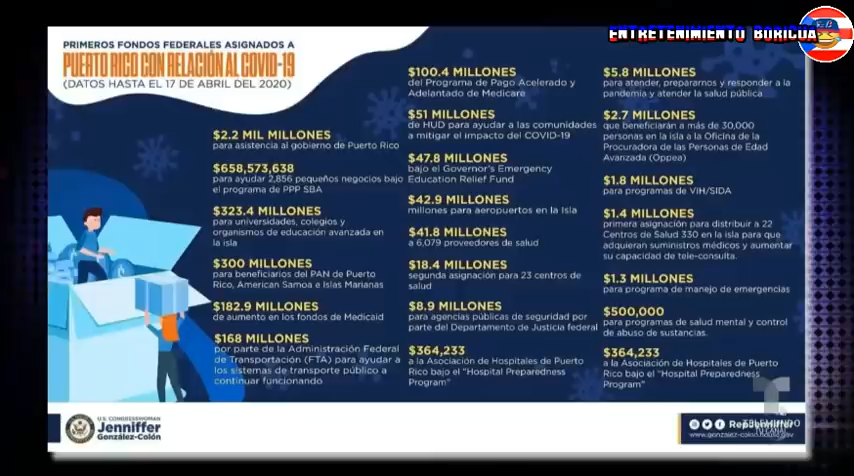 ENTRETENIMIENTO BORICUA
PRIMEROS FONDOS FEDERALES ASIGNADOS A
PUERTO RICO CON RELACIÓN AL COVID-19
(DATOS HASTA EL 17 DE ABRIL DEL 2020)
$2.2 MIL MILLONES
para asistencia al gobierno de Puerto Rico
$658,573,638
para ayudar 2,856 pequeños negocios bajo
el programa de PPP SBA
$323.4 MILLONES
para universidades, colegios y
organismos de educación avanzada en
la isla
$300 MILLONES
para beneficiarios del PAN de Puerto
Rico, American Samoa e Islas Marianas
$182.9 MILLONES
de aumento en los fondos de Medicaid
$168 MILLONES
por parte de la Administración Federal
de Transportación (FTA) para ayudar a
los sistemas de transporte público a
continuar funcionando
$100.4 MILLONES
del Programa de Pago Acelerado y
Adelantado de Medicare
$51 MILLONES
de HUD para ayudar a las comunidades
a mitigar el impacto del COVID-19
$47.8 MILLONES
bajo el Governor's Emergency
Education Relief Fund
$42.9 MILLONES
millones para aeropuertos en la Isla
$41.8 MILLONES
a 6,079 proveedores de salud
$18.4 MILLONES
segunda asignación para 23 centros de
salud
$8.9 MILLONES
para agencias públicas de seguridad por
parte del Departamento de Justicia federal
$364,233
a la Asociación de Hospitales de Puerto
Rico bajo el "Hospital Preparedness
Program"
$5.8 MILLONES
para atender, prepararnos y responder a la
pandemia y atender la salud pública
$2.7 MILLONES
que beneficiarán a más de 30,000
personas en la isla a la Oficina de la
Procuradora de las Personas de Edad
Avanzada (Oppea)
$1.8 MILLONES
para programas de VIH/SIDA
$1.4 MILLONES
primera asignación para distribuir a 22
Centros de Salud 330 en la isla para que
adquieran suministros médicos y aumentar
su capacidad de tele-consulta.
$1.3 MILLONES
para programa de manejo de emergencias
$500,000
para programas de salud mental y control
de abuso de sustancias.
$364,233
a la Asociación de Hospitales de Puerto
Rico bajo el "Hospital Preparedness
Program"
U.S. CONGRESSWOMAN
Jenniffer
González-Colón
RepJenniffer
www.gonzalez-colon.house.gov
TELEMUNDO
TU CANAL